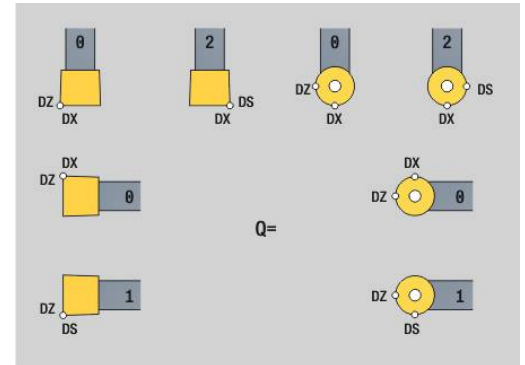 0 2 0 2
DZ DS DZ DS
DX DX DX DX
DX DX
DZ 0 DZ 0
Q=
1 1
DZ DZ
DS DS